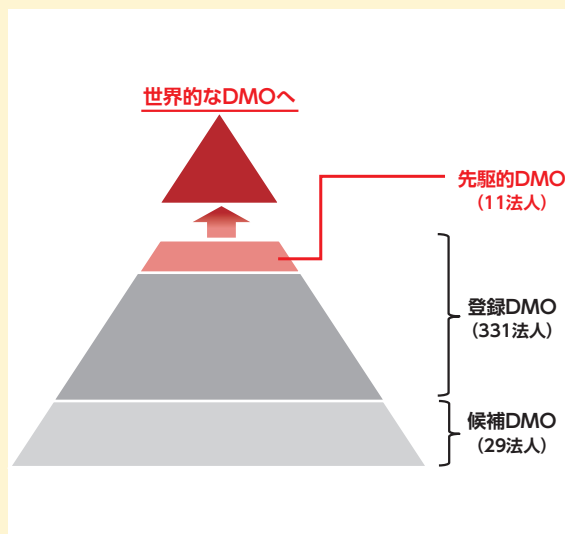 世界的なDMOへ
先駆的DMO
(11法人)
登録DMO
(331法人)
候補DMO
(29法人)